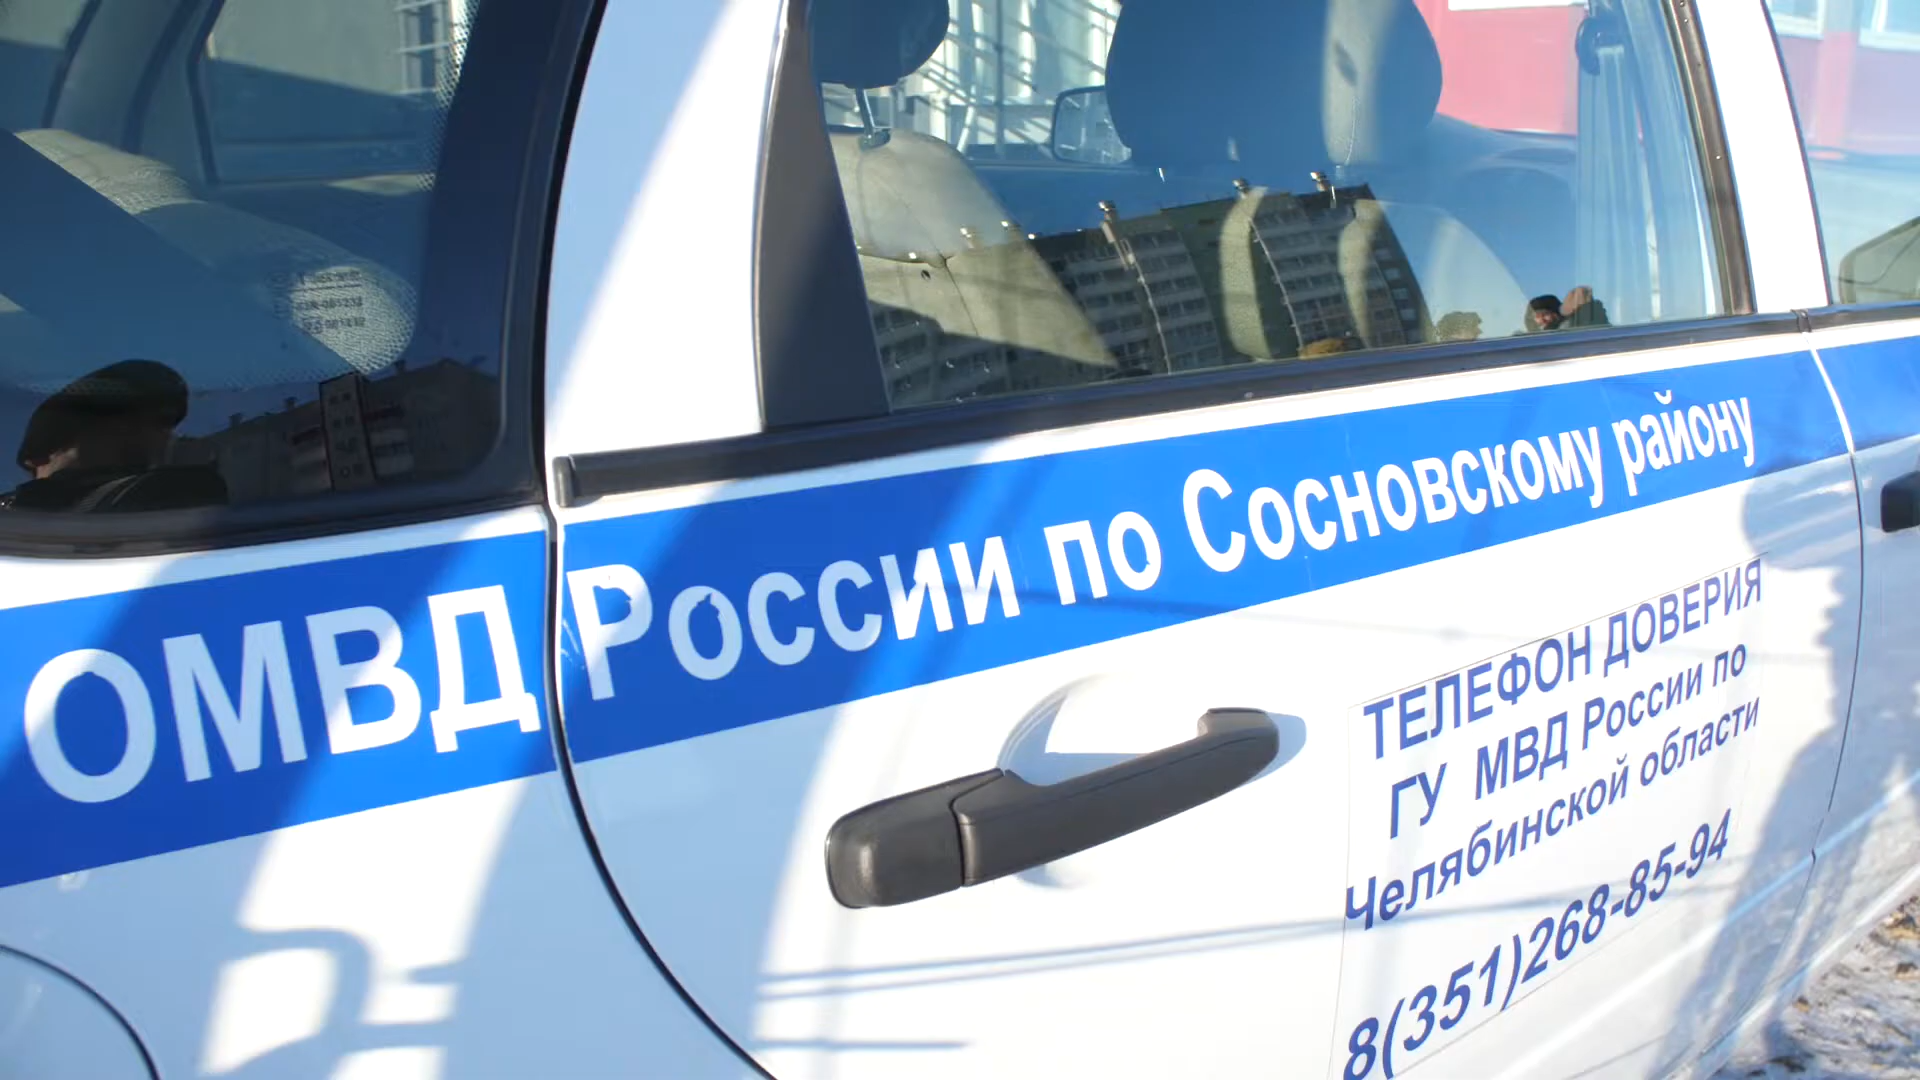 ОМВД России по Сосновскому району
ТЕЛЕФОН ДОВЕРИЯ
ГУ МВД России по
Челябинской области
8(351)268-85-94